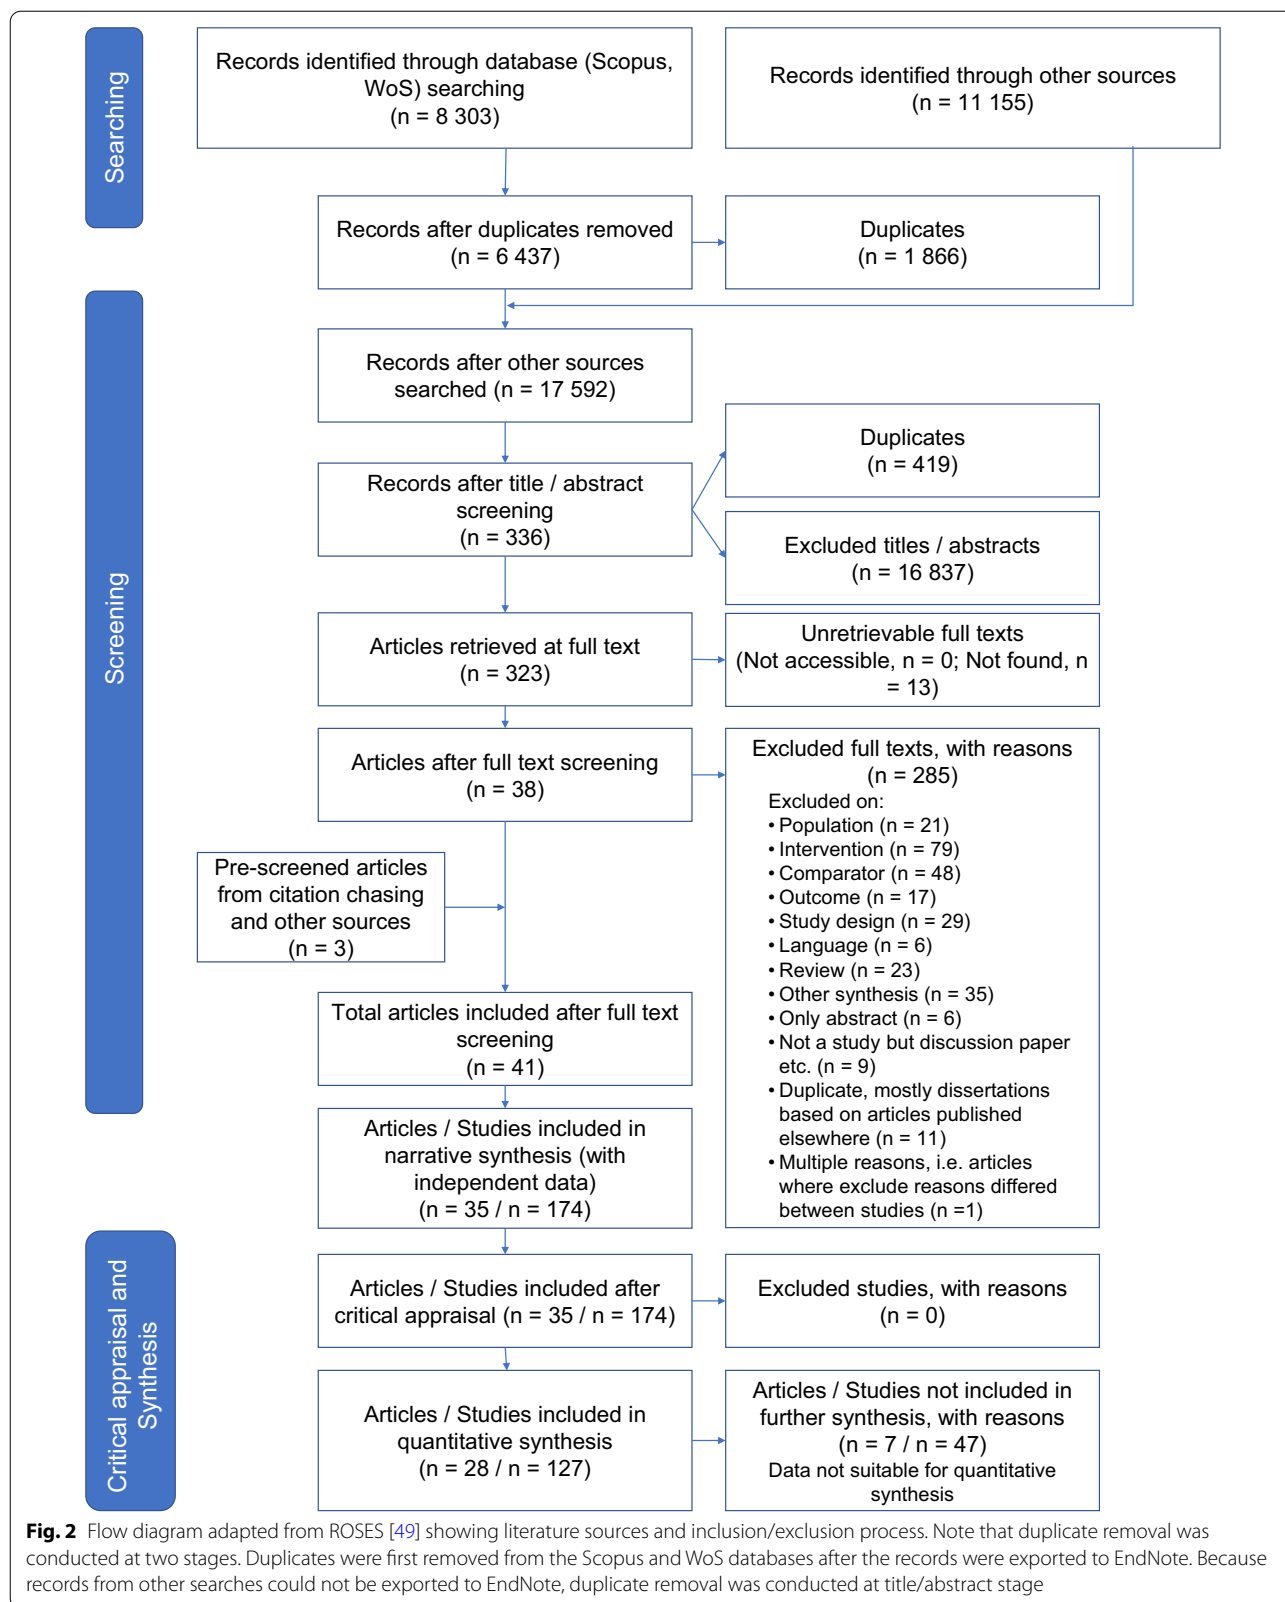 Searching
Records identified through database (Scopus,
WoS) searching
(n = 8 303)
Records identified through other sources
(n = 11 155)
Records after duplicates removed
(n = 6 437)
Duplicates
(n = 1 866)
Screening
Records after other sources
searched (n = 17 592)
Records after title / abstract
screening
(n = 336)
Duplicates
(n = 419)
Excluded titles / abstracts
(n = 16 837)
Articles retrieved at full text
(n = 323)
Unretrievable full texts
(Not accessible, n = 0; Not found, n
= 13)
Articles after full text screening
(n = 38)
Excluded full texts, with reasons
(n = 285)
Excluded on:
• Population (n = 21)
• Intervention (n = 79)
• Comparator (n = 48)
• Outcome (n = 17)
• Study design (n = 29)
• Language (n = 6)
• Review (n = 23)
• Other synthesis (n = 35)
• Only abstract (n = 6)
• Not a study but discussion paper
etc. (n = 9)
• Duplicate, mostly dissertations
based on articles published
elsewhere (n = 11)
• Multiple reasons, i.e. articles
where exclude reasons differed
between studies (n =1)
Pre-screened articles
from citation chasing
and other sources
(n = 3)
Total articles included after full text
screening
(n = 41)
Articles / Studies included in
narrative synthesis (with
independent data)
(n = 35 / n = 174)
Critical appraisal and
Synthesis
Articles / Studies included after
critical appraisal (n = 35 / n = 174)
Excluded studies, with reasons
(n = 0)
Articles / Studies included in
quantitative synthesis
(n = 28 / n = 127)
Articles / Studies not included in
further synthesis, with reasons
(n = 7 / n = 47)
Data not suitable for quantitative
synthesis
Fig. 2 Flow diagram adapted from ROSES [49] showing literature sources and inclusion/exclusion process. Note that duplicate removal was
conducted at two stages. Duplicates were first removed from the Scopus and WoS databases after the records were exported to EndNote. Because
records from other searches could not be exported to EndNote, duplicate removal was conducted at title/abstract stage